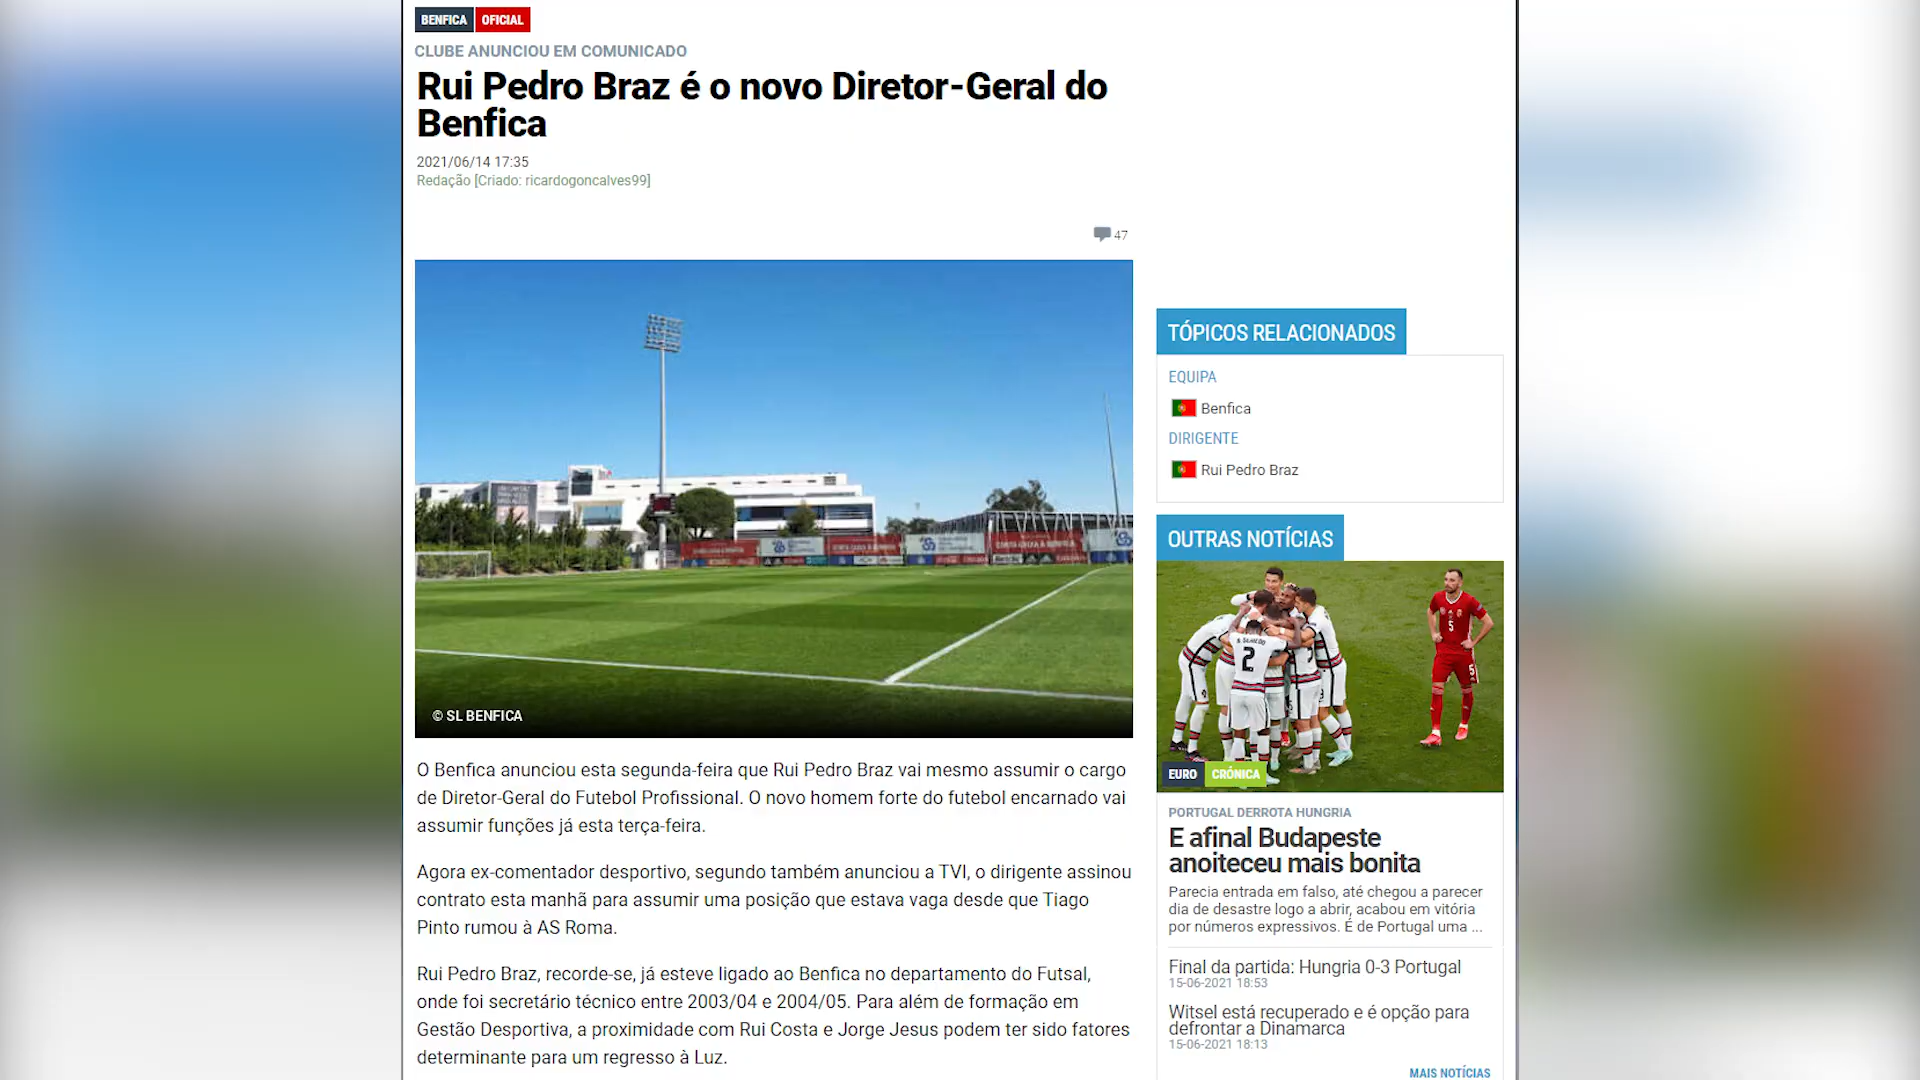 BENFICA OFICIAL
CLUBE ANUNCIOU EM COMUNICADO
Rui Pedro Braz é o novo Diretor-Geral do
Benfica
2021/06/14 17:35
Redação [Criado: ricardogoncalves99]
47
© SL BENFICA
O Benfica anunciou esta segunda-feira que Rui Pedro Braz vai mesmo assumir o cargo
de Diretor-Geral do Futebol Profissional. O novo homem forte do futebol encarnado vai
assumir funções já esta terça-feira.
Agora ex-comentador desportivo, segundo também anunciou a TVI, o dirigente assinou
contrato esta manhã para assumir uma posição que estava vaga desde que Tiago
Pinto rumou à AS Roma.
Rui Pedro Braz, recorde-se, já esteve ligado ao Benfica no departamento do Futsal,
onde foi secretário técnico entre 2003/04 e 2004/05. Para além de formação em
Gestão Desportiva, a proximidade com Rui Costa e Jorge Jesus podem ter sido fatores
determinante para um regresso à Luz.
TÓPICOS RELACIONADOS
EQUIPA
Benfica
DIRIGENTE
Rui Pedro Braz
OUTRAS NOTÍCIAS
2
5
5
EURO CRÓNICA
PORTUGAL DERROTA HUNGRIA
E afinal Budapeste
anoiteceu mais bonita
Parecia entrada em falso, até chegou a parecer
dia de desastre logo a abrir, acabou em vitória
por números expressivos. É de Portugal uma ...
Final da partida: Hungria 0-3 Portugal
15-06-2021 18:53
Witsel está recuperado e é opção para
defrontar a Dinamarca
15-06-2021 18:13
MAIS NOTÍCIAS